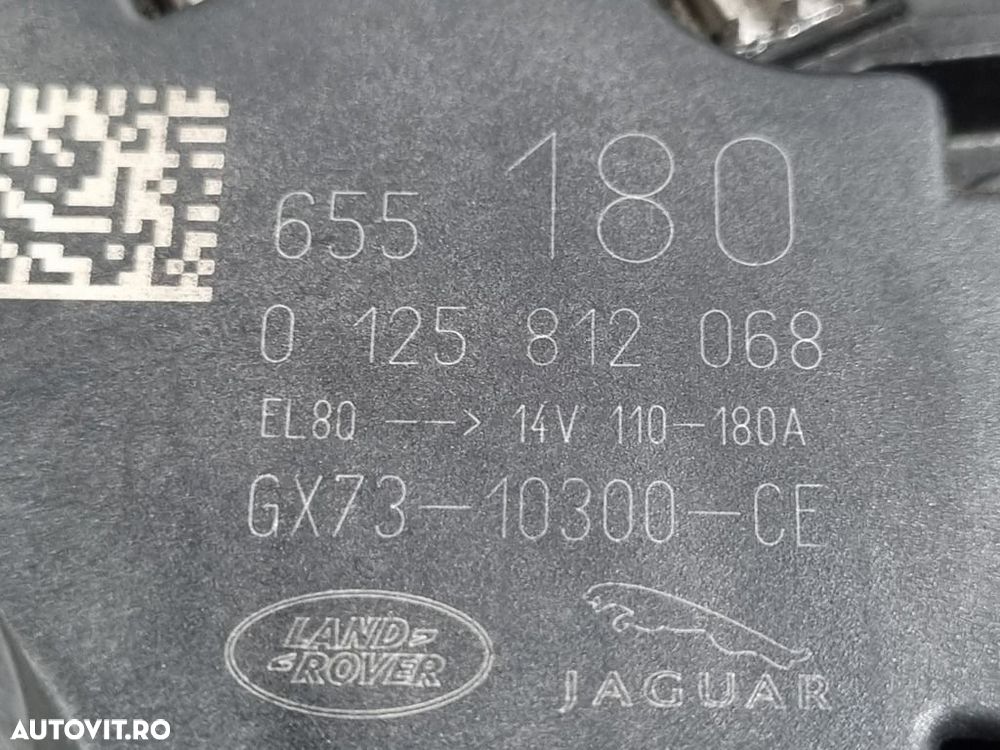 655 180
0 125 812 068
EL8Q --> 14V 110-180A
GX73-10300-CE
LAND
ROVER
JAGUAR
AUTOVIT.RO